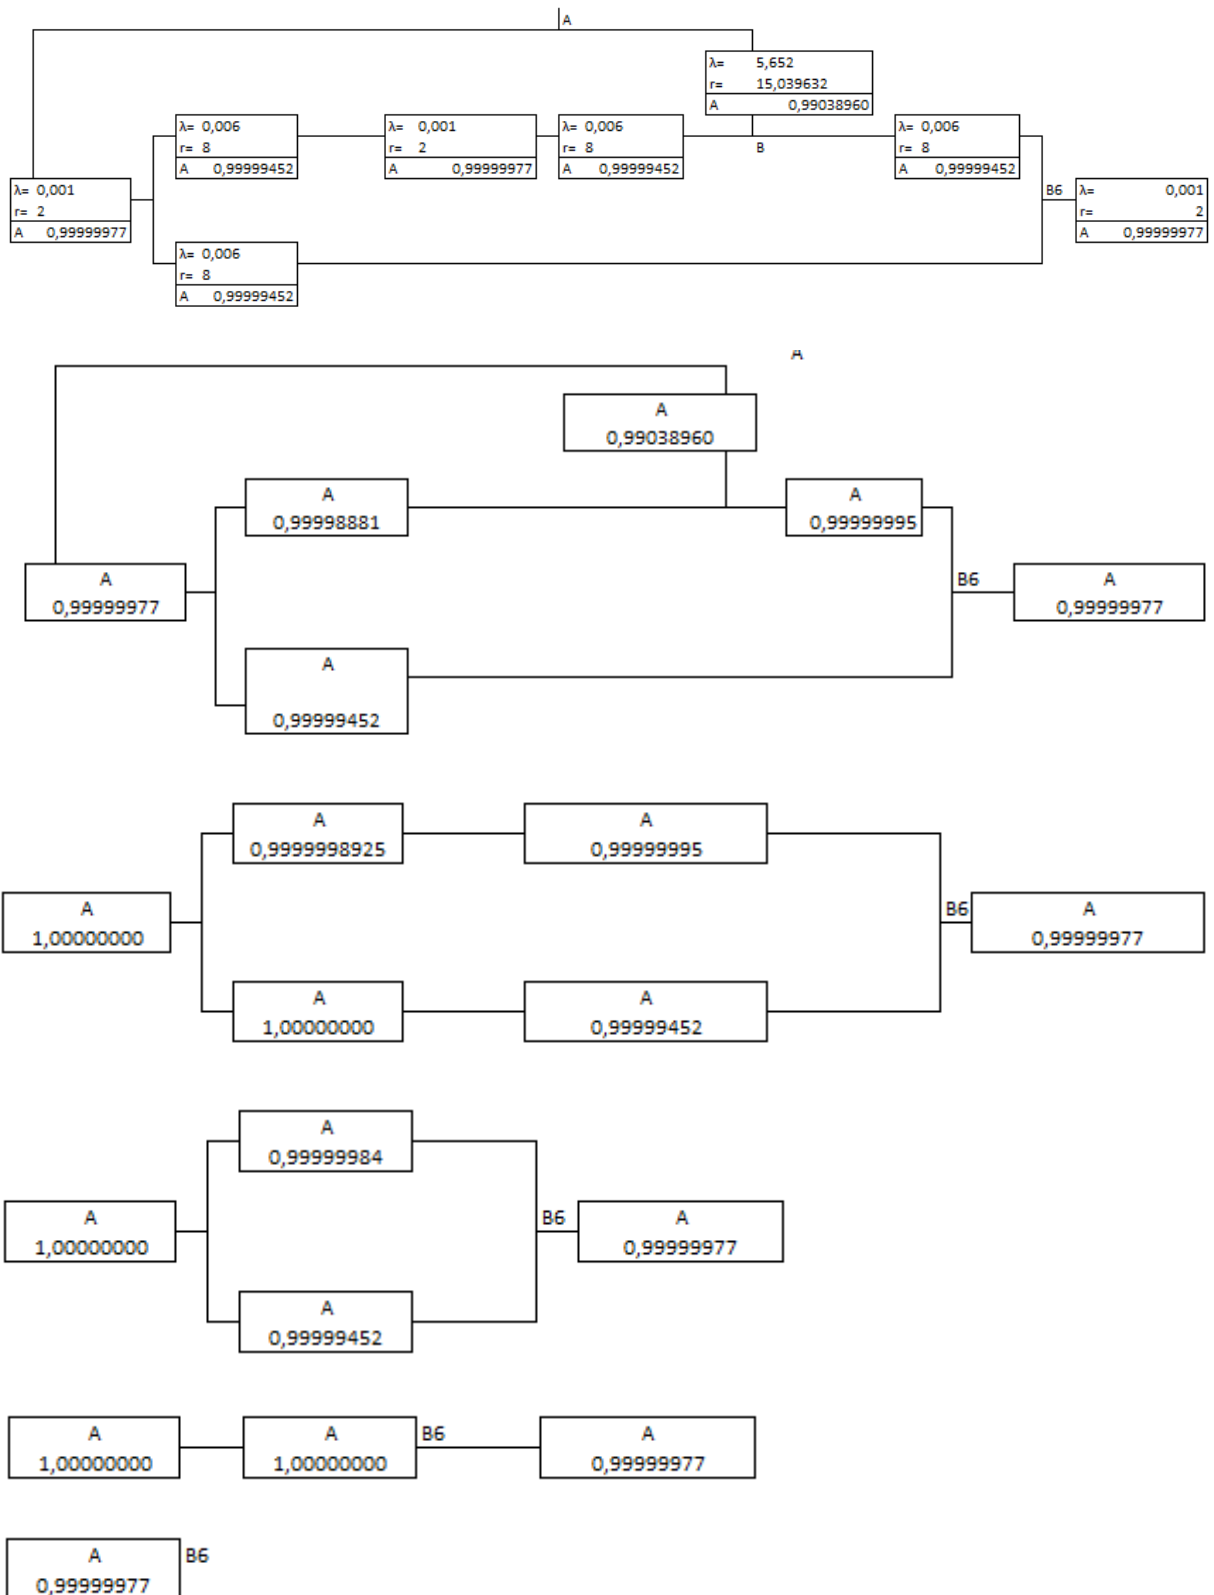 A
λ= 5,652
r= 15,039632
A 0,99038960
λ= 0,006
r= 8
A 0,99999452
λ= 0,001
r= 2
A 0,99999977
λ= 0,006
r= 8
A 0,99999452
B
λ= 0,006
r= 8
A 0,99999452
λ= 0,001
r= 2
A 0,99999977
B6
λ= 0,001
r= 2
A 0,99999977
λ= 0,006
r= 8
A 0,99999452
A
A
0,99038960
A
0,99998881
A
0,99999995
A
0,99999977
B6
A
0,99999977
A
0,99999452
A
0,9999998925
A
0,99999995
A
1,00000000
B6
A
0,99999977
A
1,00000000
A
0,99999452
A
0,99999984
A
1,00000000
B6
A
0,99999977
A
0,99999452
A
1,00000000
A
1,00000000
B6
A
0,99999977
A
0,99999977
B6